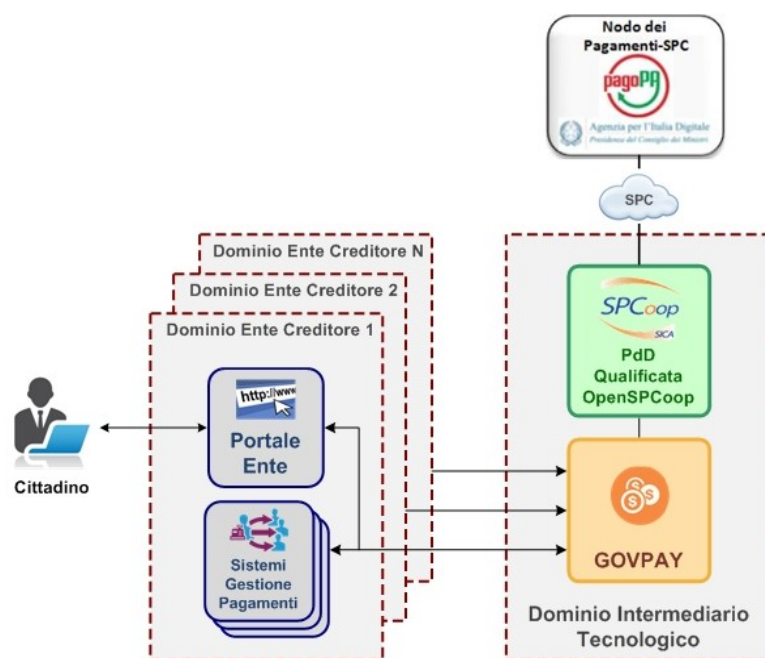 Nodo dei
Pagamenti-SPC
pagoPA
Agenzia per l'Italia Digitale
Presidenza del Consiglio dei Ministri
SPC
Dominio Ente Creditore N
Dominio Ente Creditore 2
Dominio Ente Creditore 1
http://www
Portale
Ente
Cittadino
Sistemi
Gestione
Pagamenti
SPCoop
SICA
PdD
Qualificata
OpenSPCoop
GOVPAY
Dominio Intermediario
Tecnologico